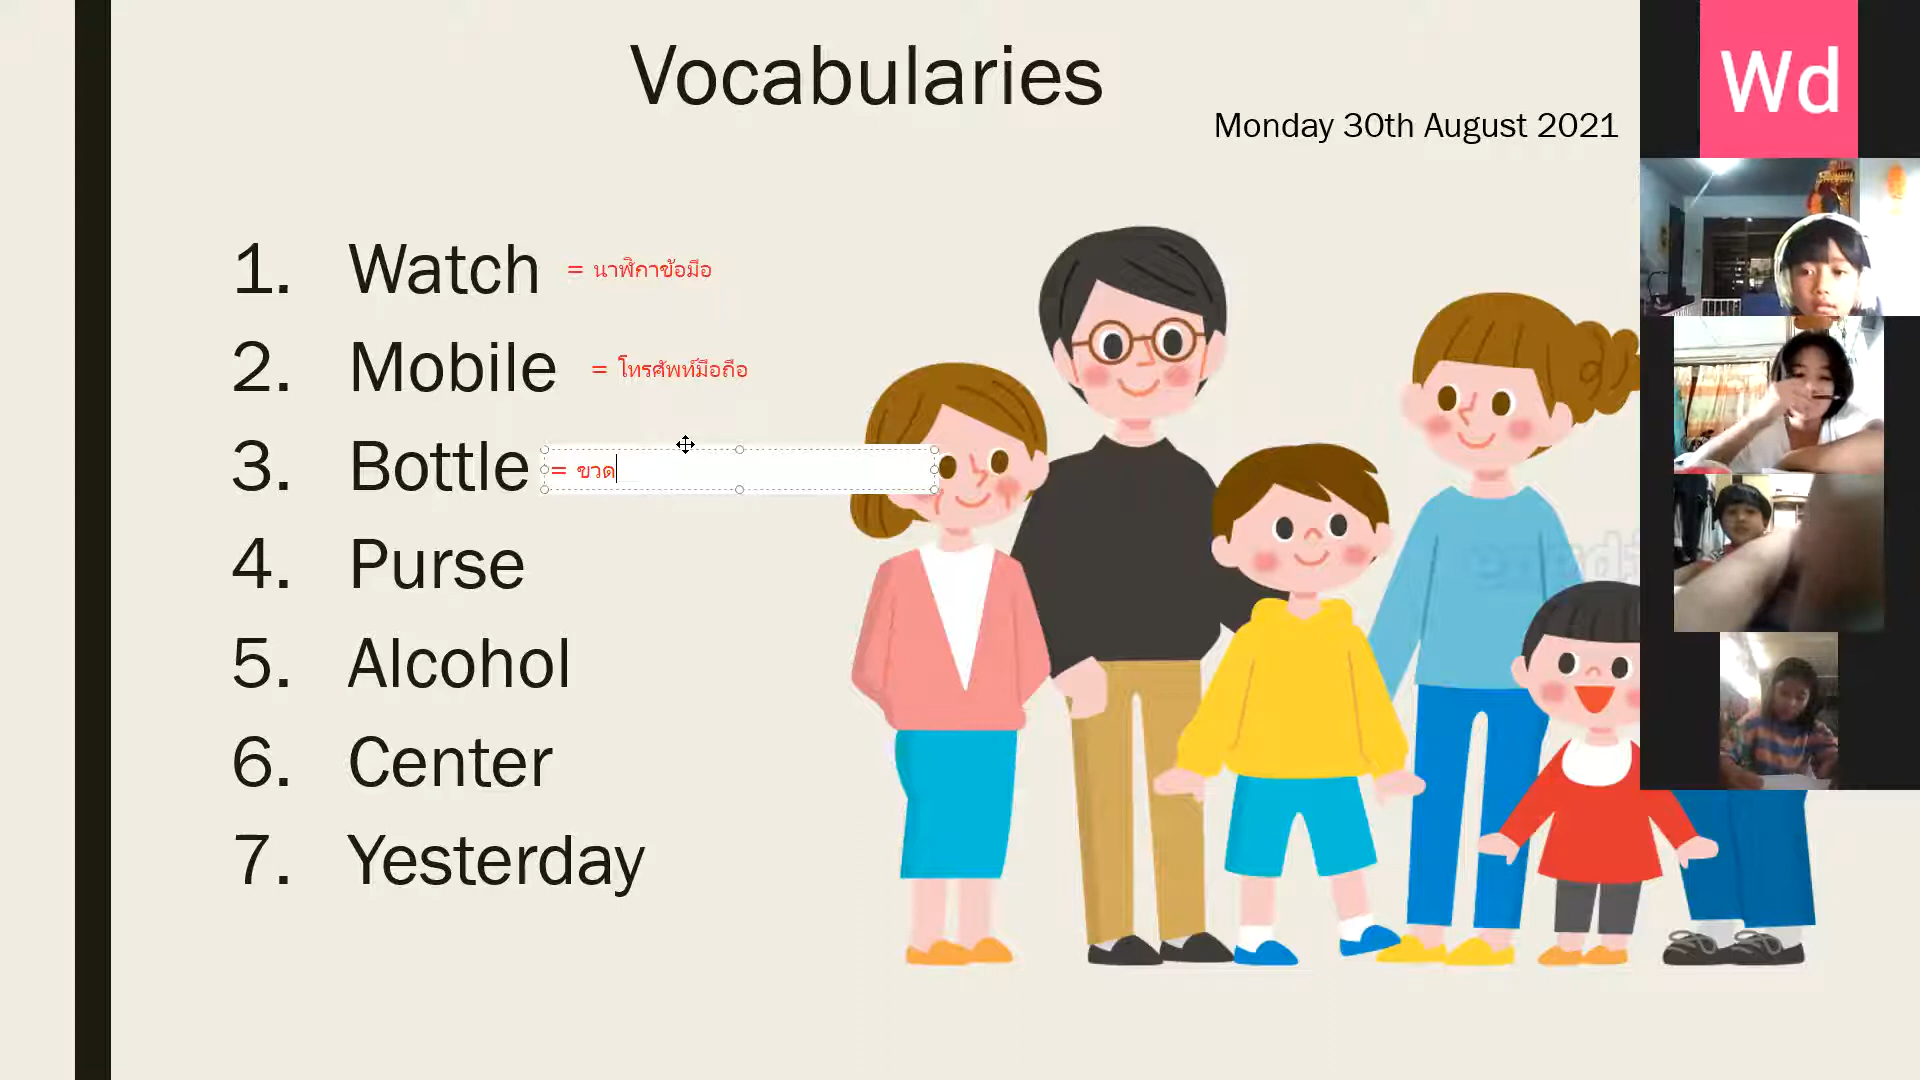 Vocabularies
Monday 30th August 2021
Wd
1. Watch = นาฬิกาข้อมือ
2. Mobile = โทรศัพท์มือถือ
3. Bottle = ขวด
4. Purse
5. Alcohol
6. Center
7. Yesterday